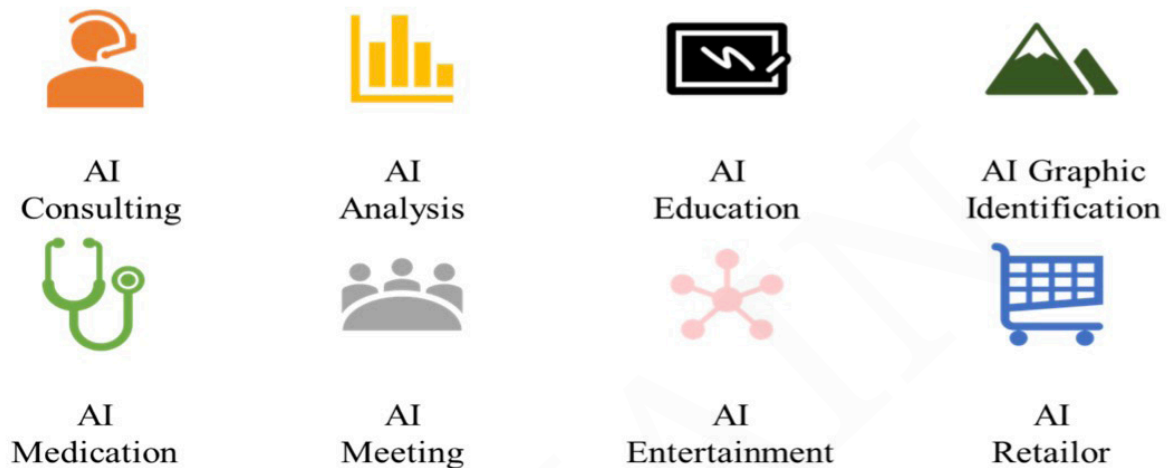 AI
Consulting
AI
Analysis
AI
Education
AI Graphic
Identification
AI
Medication
AI
Meeting
AI
Entertainment
AI
Retailor